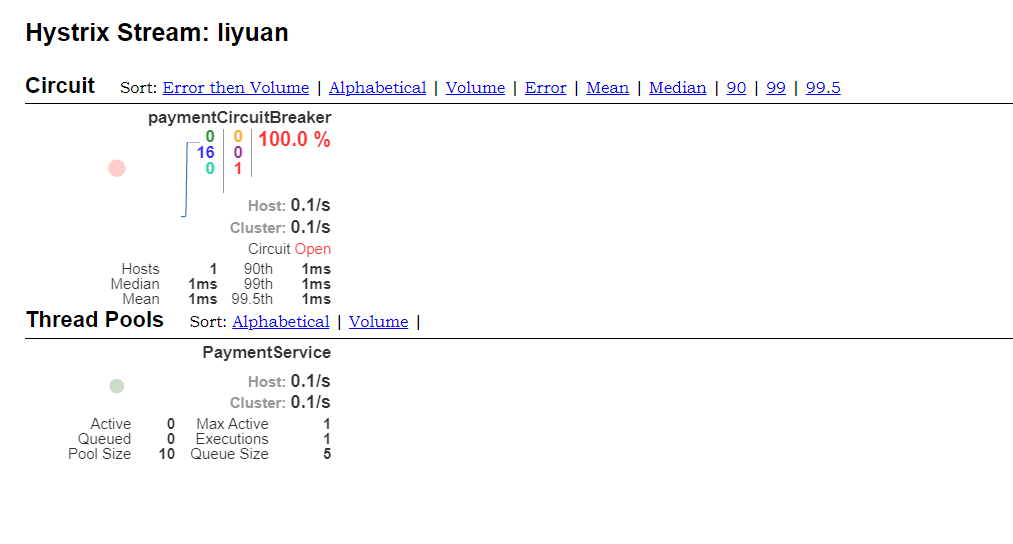 Hystrix Stream: liyuan
Circuit Sort: Error then Volume | Alphabetical | Volume | Error | Mean | Median | 90 | 99 | 99.5
paymentCircuitBreaker
0 0 100.0 %
16 0
0 1
Host: 0.1/s
Cluster: 0.1/s
Circuit Open
Hosts 1 90th 1ms
Median 1ms 99th 1ms
Mean 1ms 99.5th 1ms
Thread Pools Sort: Alphabetical | Volume |
PaymentService
Host: 0.1/s
Cluster: 0.1/s
Active 0 Max Active 1
Queued 0 Executions 1
Pool Size 10 Queue Size 5